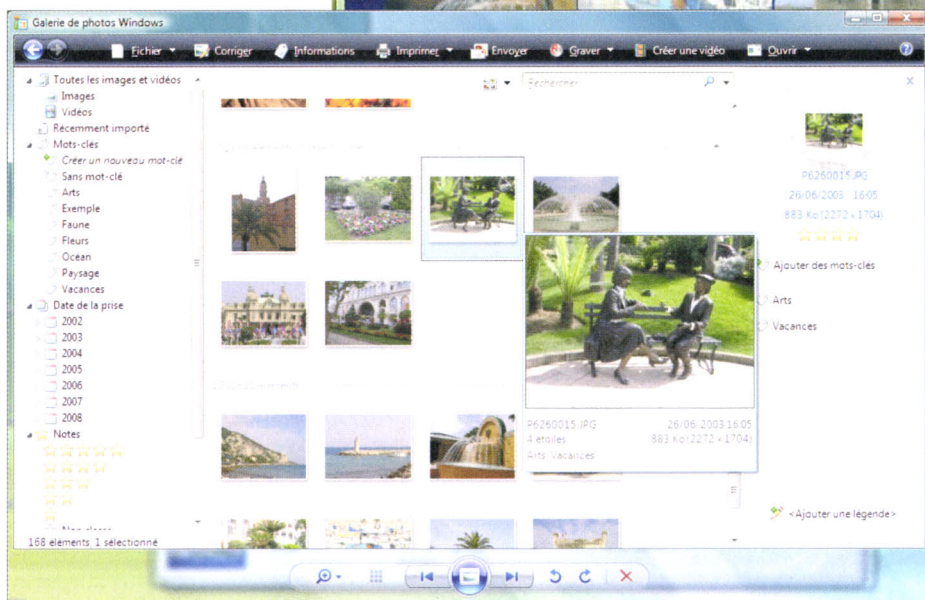 Galerie de photos Windows
Fichier Corriger Informations Imprimer Envoyer Graver Créer une vidéo Ouvrir
Toutes les images et vidéos
Images
Vidéos
Récemment importé
Mots-clés
Créer un nouveau mot-clé
Sans mot-clé
Arts
Exemple
Faune
Fleurs
Océan
Paysage
Vacances
Date de la prise
2002
2003
2004
2005
2006
2007
2008
Notes
168 éléments, 1 sélectionné
Rechercher
P6260015.JPG 26/06/2003 16:05
4 étoiles 883 Ko (2272 x 1704)
Arts Vacances
P6260015.JPG
26/06/2003 16:05
883 Ko (2272 x 1704)
Ajouter des mots-clés
Arts
Vacances
<Ajouter une légende>